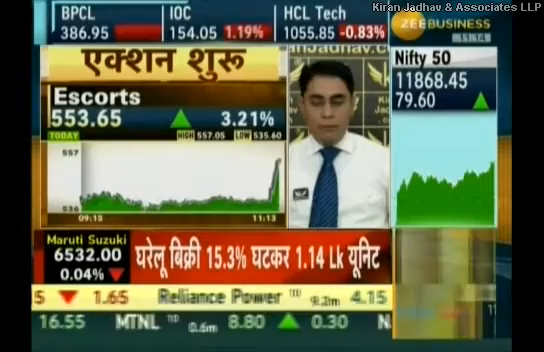 Kiran Jadhav & Associates LLP
BPCL IOC HCL Tech
386.95 154.05 1.19% 1055.85 -0.83%
ZEE BUSINESS
11:14
एक्शन शुरू
Escorts
553.65 3.21%
TODAY HIGH 557.05 LOW 535.60
557
536
09:15 11:13
Nifty 50
11868.45
79.60
Maruti Suzuki
6532.00
0.04%
घरेलू बिक्री 15.3% घटकर 1.14 Lk यूनिट
5 1.65 Reliance Power 9.2m 4.15
16.55 MTNL 0.6m 8.80 0.30